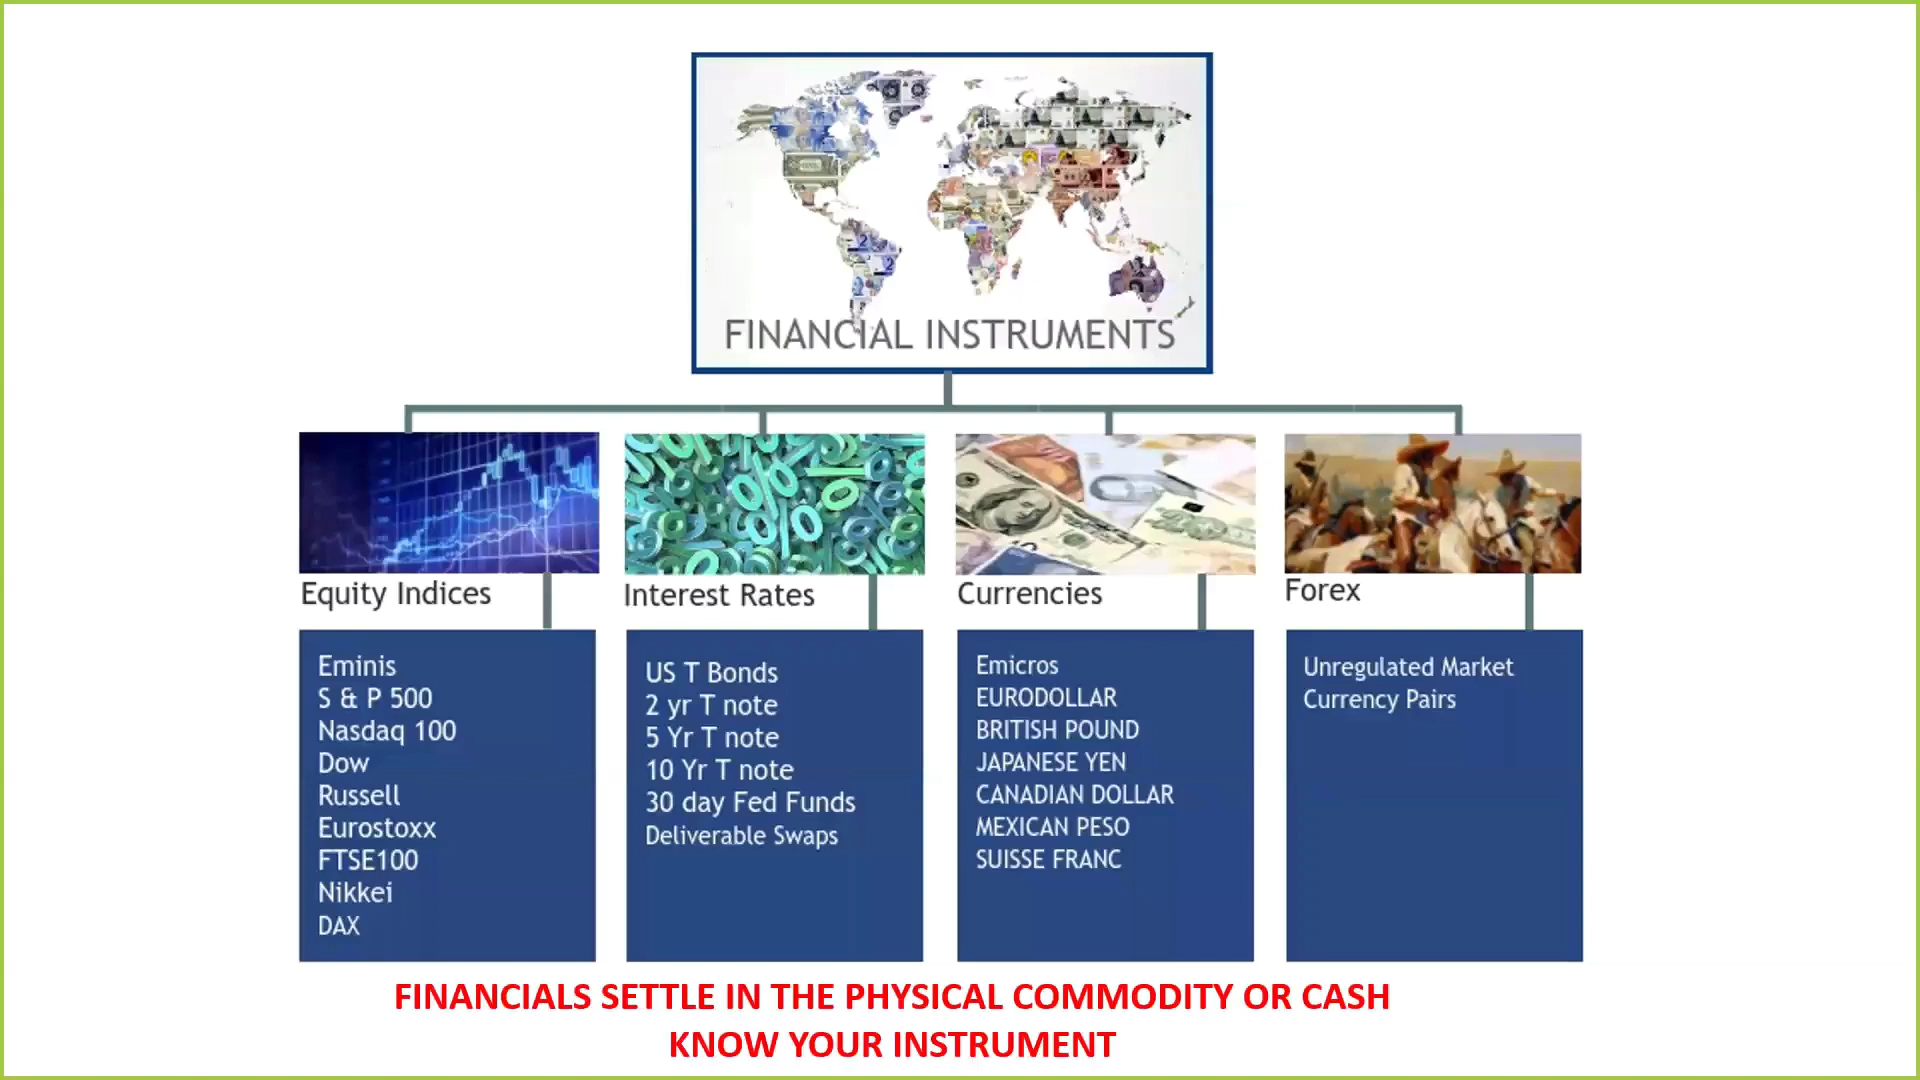 FINANCIAL INSTRUMENTS
Equity Indices
Eminis
S & P 500
Nasdaq 100
Dow
Russell
Eurostoxx
FTSE100
Nikkei
DAX
Interest Rates
US T Bonds
2 yr T note
5 Yr T note
10 Yr T note
30 day Fed Funds
Deliverable Swaps
Currencies
Emicros
EURODOLLAR
BRITISH POUND
JAPANESE YEN
CANADIAN DOLLAR
MEXICAN PESO
SUISSE FRANC
Forex
Unregulated Market
Currency Pairs
FINANCIALS SETTLE IN THE PHYSICAL COMMODITY OR CASH
KNOW YOUR INSTRUMENT